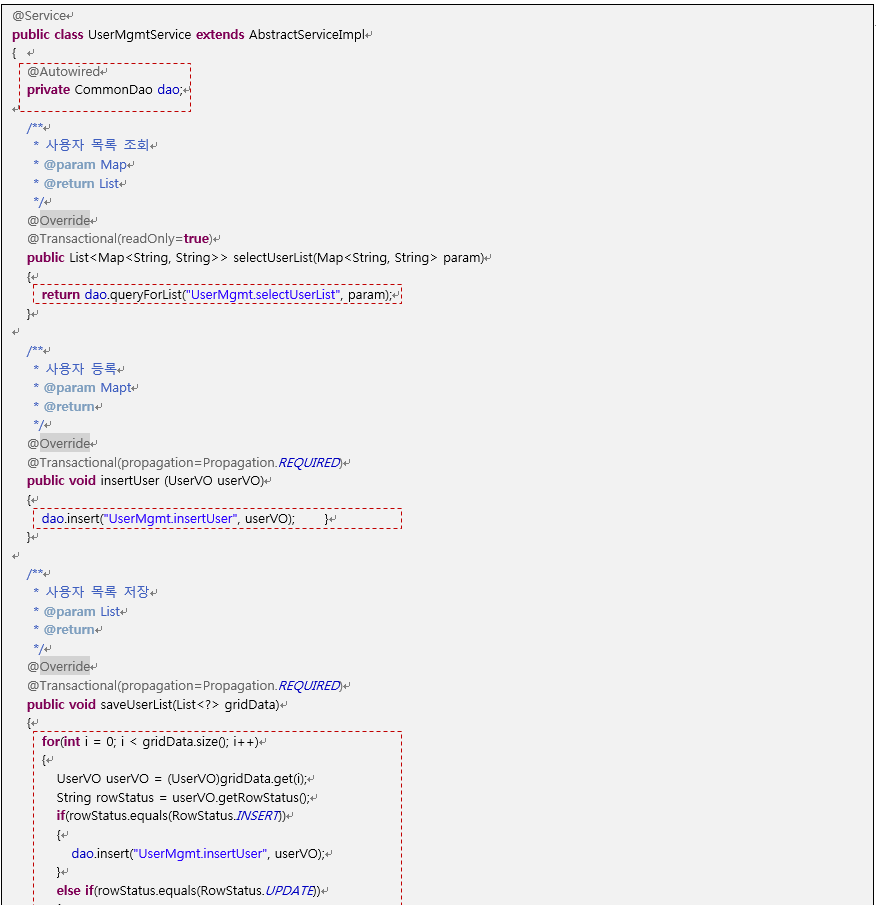 @Service↵
public class UserMgmtService extends AbstractServiceImpl↵
{ ↵
@Autowired↵
private CommonDao dao;↵
↵
/**↵
* 사용자 목록 조회↵
* @param Map↵
* @return List↵
*/↵
@Override↵
@Transactional(readOnly=true)↵
public List<Map<String, String>> selectUserList(Map<String, String> param)↵
{↵
return dao.queryForList("UserMgmt.selectUserList", param);↵
}↵
↵
/**↵
* 사용자 등록↵
* @param Mapt↵
* @return↵
*/↵
@Override↵
@Transactional(propagation=Propagation.REQUIRED)↵
public void insertUser (UserVO userVO)↵
{↵
dao.insert("UserMgmt.insertUser", userVO); }↵
}↵
↵
/**↵
* 사용자 목록 저장↵
* @param List↵
* @return↵
*/↵
@Override↵
@Transactional(propagation=Propagation.REQUIRED)↵
public void saveUserList(List<?> gridData)↵
{↵
for(int i = 0; i < gridData.size(); i++)↵
{↵
UserVO userVO = (UserVO)gridData.get(i);↵
String rowStatus = userVO.getRowStatus();↵
if(rowStatus.equals(RowStatus.INSERT))↵
{↵
dao.insert("UserMgmt.insertUser", userVO);↵
}↵
else if(rowStatus.equals(RowStatus.UPDATE))↵